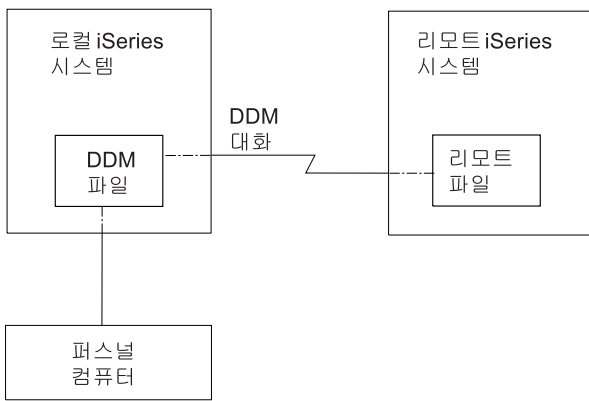 로컬 iSeries
시스템
리모트 iSeries
시스템
DDM
대화
DDM
파일
리모트
파일
퍼스널
컴퓨터